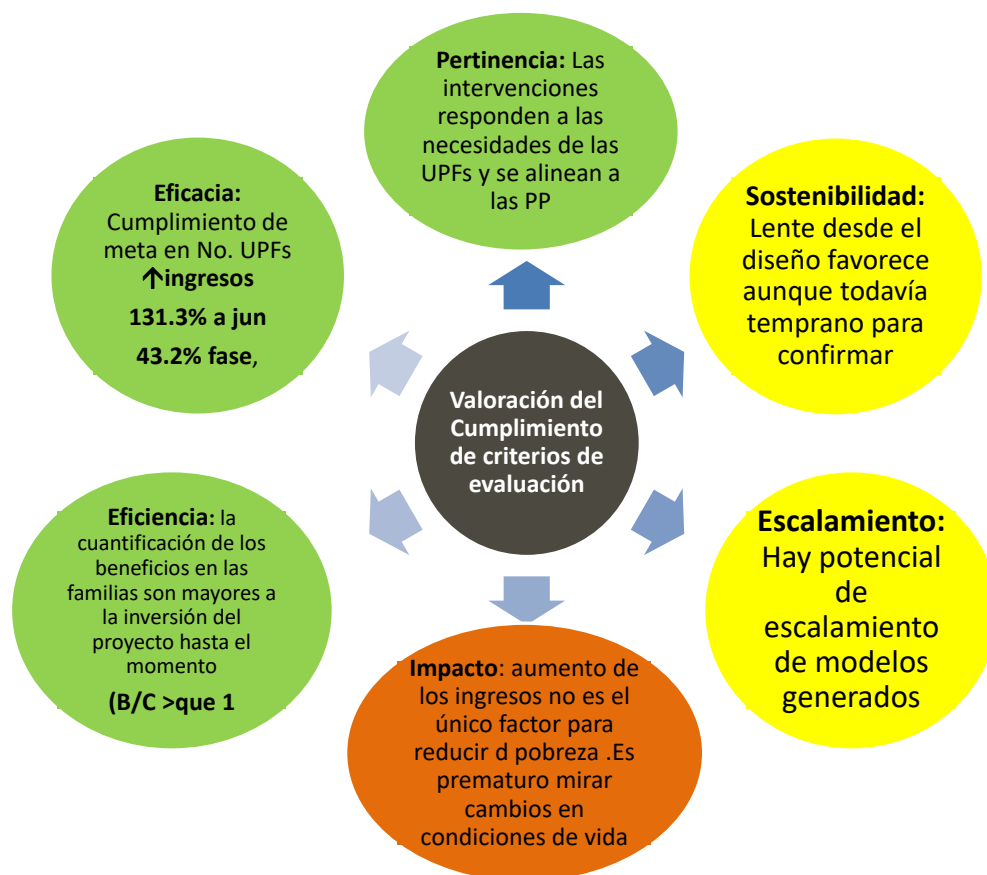 Pertinencia: Las
intervenciones
responden a las
necesidades de las
UPFs y se alinean a
las PP
Sostenibilidad:
Lente desde el
diseño favorece
aunque todavía
temprano para
confirmar
Escalamiento:
Hay potencial
de
escalamiento
de modelos
generados
Impacto: aumento de
los ingresos no es el
único factor para
reducir d pobreza .Es
prematuro mirar
cambios en
condiciones de vida
Eficiencia: la
cuantificación de los
beneficios en las
familias son mayores a
la inversión del
proyecto hasta el
momento
(B/C >que 1
Eficacia:
Cumplimiento de
meta en No. UPFs
↑ingresos
131.3% a jun
43.2% fase,
Valoración del
Cumplimiento
de criterios de
evaluación